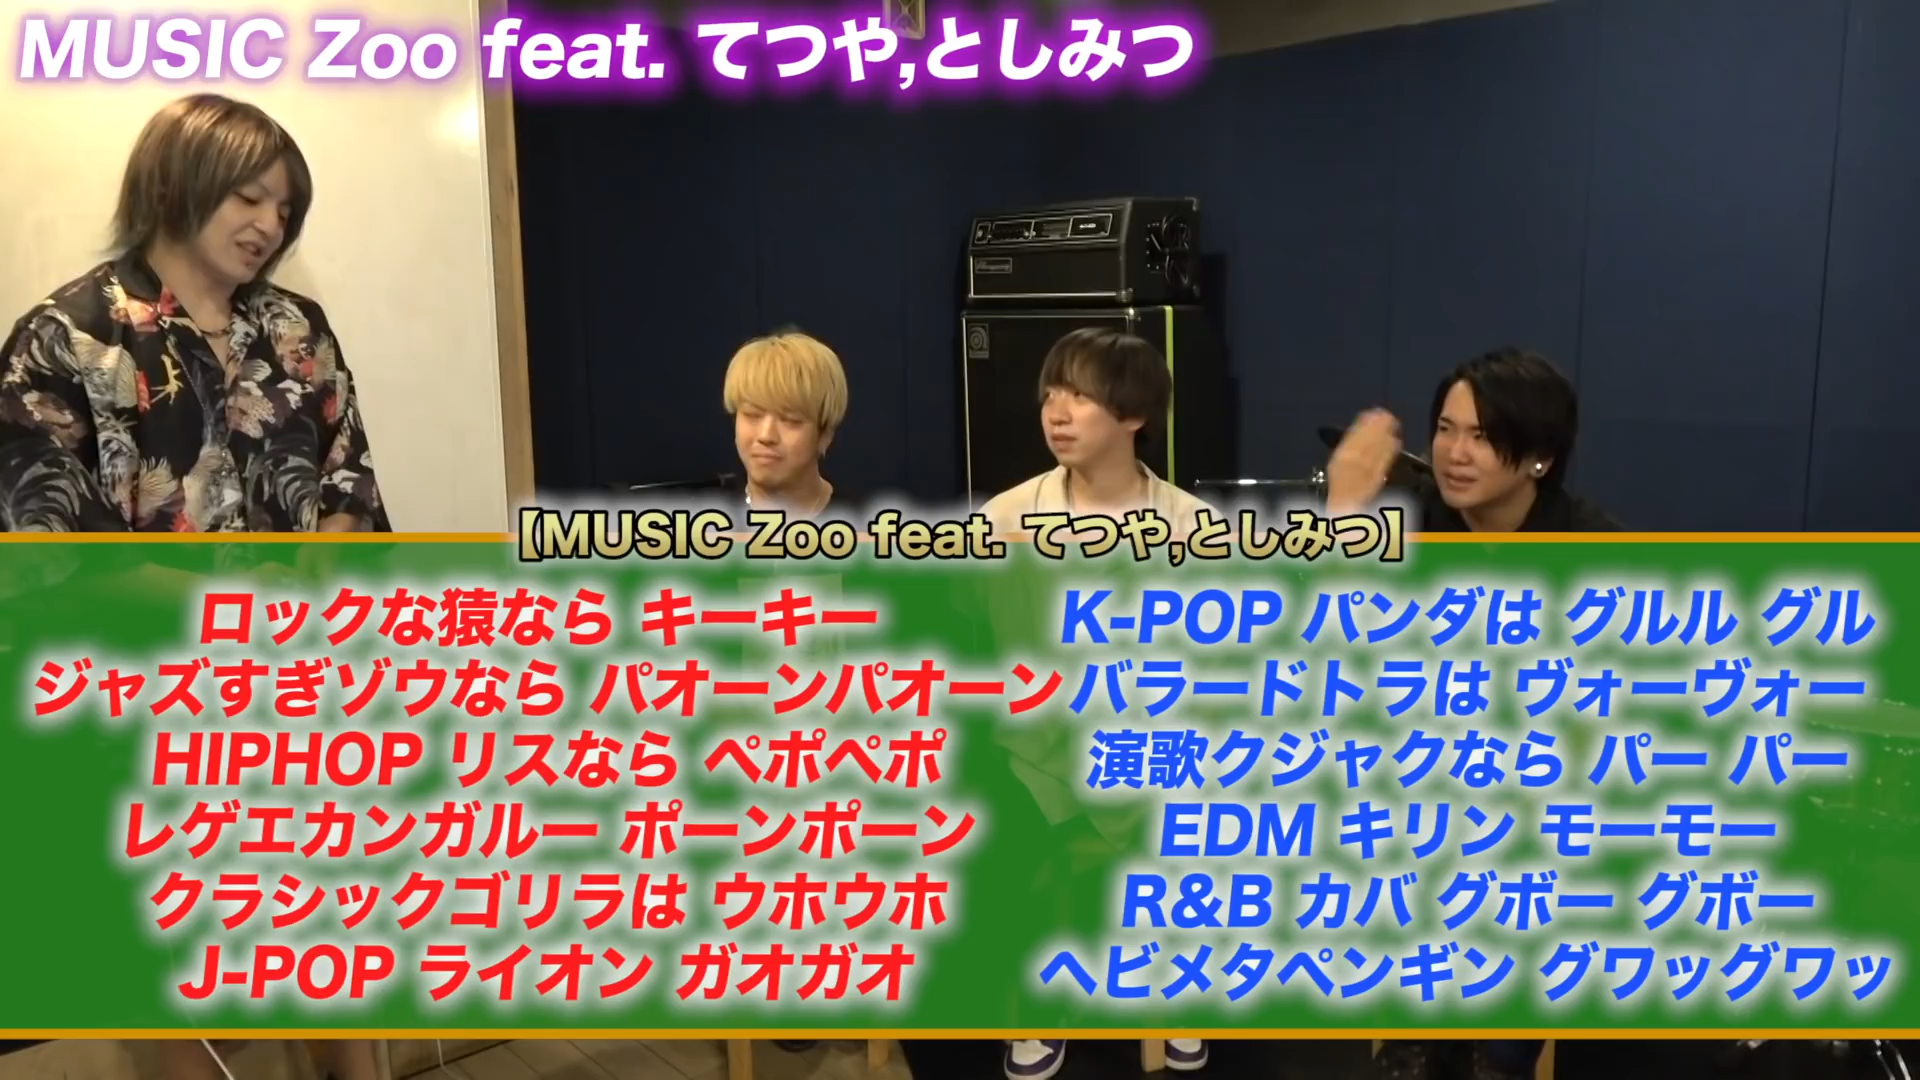 MUSIC Zoo feat. てつや,としみつ
【MUSIC Zoo feat. てつや,としみつ】
ロックな猿なら キーキー
ジャズすぎゾウなら パオーンパオーン
HIPHOP リスなら ペポペポ
レゲエカンガルー ポーンポーン
クラシックゴリラは ウホウホ
J-POP ライオン ガオガオ
K-POP パンダは グルル グル
バラードトラは ヴォーヴォー
演歌クジャクなら パー パー
EDM キリン モーモー
R&B カバ グボー グボー
ヘビメタペンギン グワッグワッ